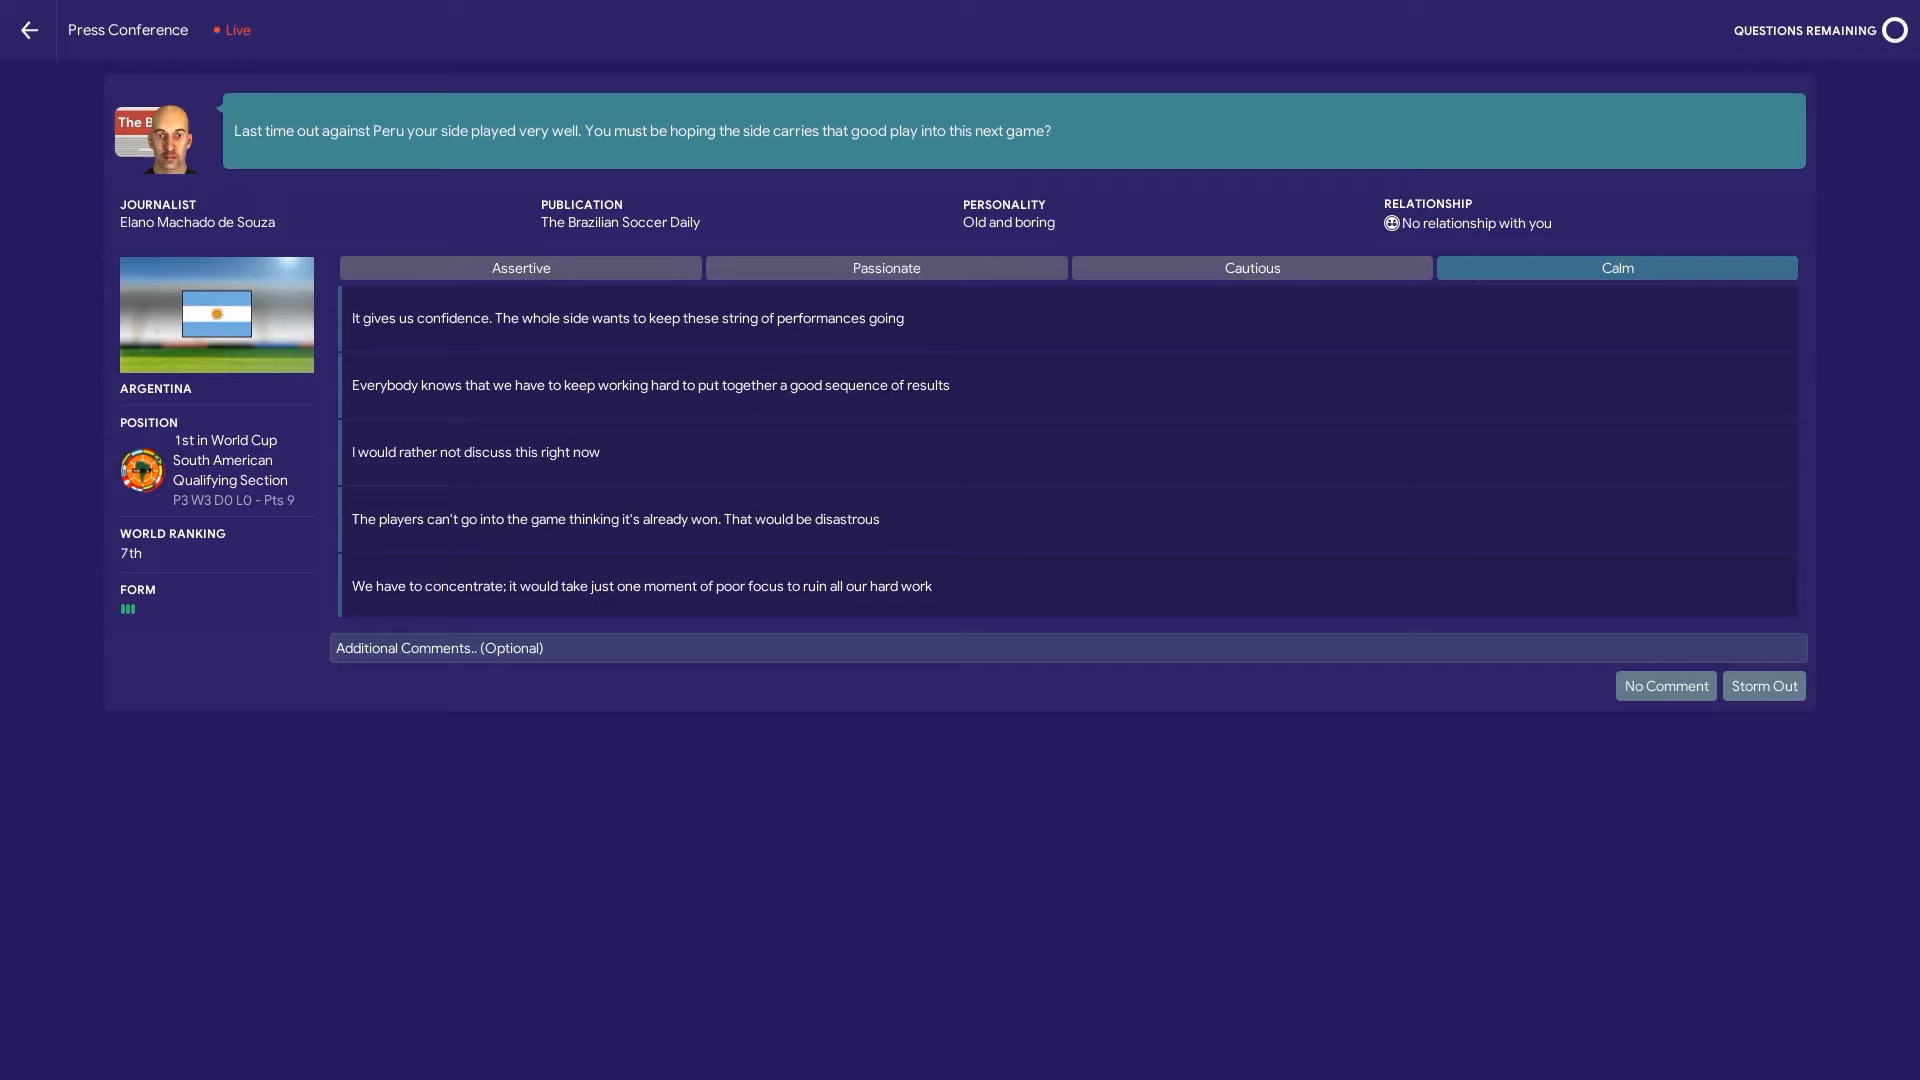 Press Conference
Live
QUESTIONS REMAINING
The B
Last time out against Peru your side played very well. You must be hoping the side carries that good play into this next game?
JOURNALIST
Elano Machado de Souza
PUBLICATION
The Brazilian Soccer Daily
PERSONALITY
Old and boring
RELATIONSHIP
No relationship with you
Assertive
Passionate
Cautious
Calm
It gives us confidence. The whole side wants to keep these string of performances going
Everybody knows that we have to keep working hard to put together a good sequence of results
I would rather not discuss this right now
The players can't go into the game thinking it's already won. That would be disastrous
We have to concentrate; it would take just one moment of poor focus to ruin all our hard work
ARGENTINA
POSITION
1st in World Cup
South American
Qualifying Section
P3 W3 D0 L0 - Pts 9
WORLD RANKING
7th
FORM
Additional Comments.. (Optional)
No Comment
Storm Out